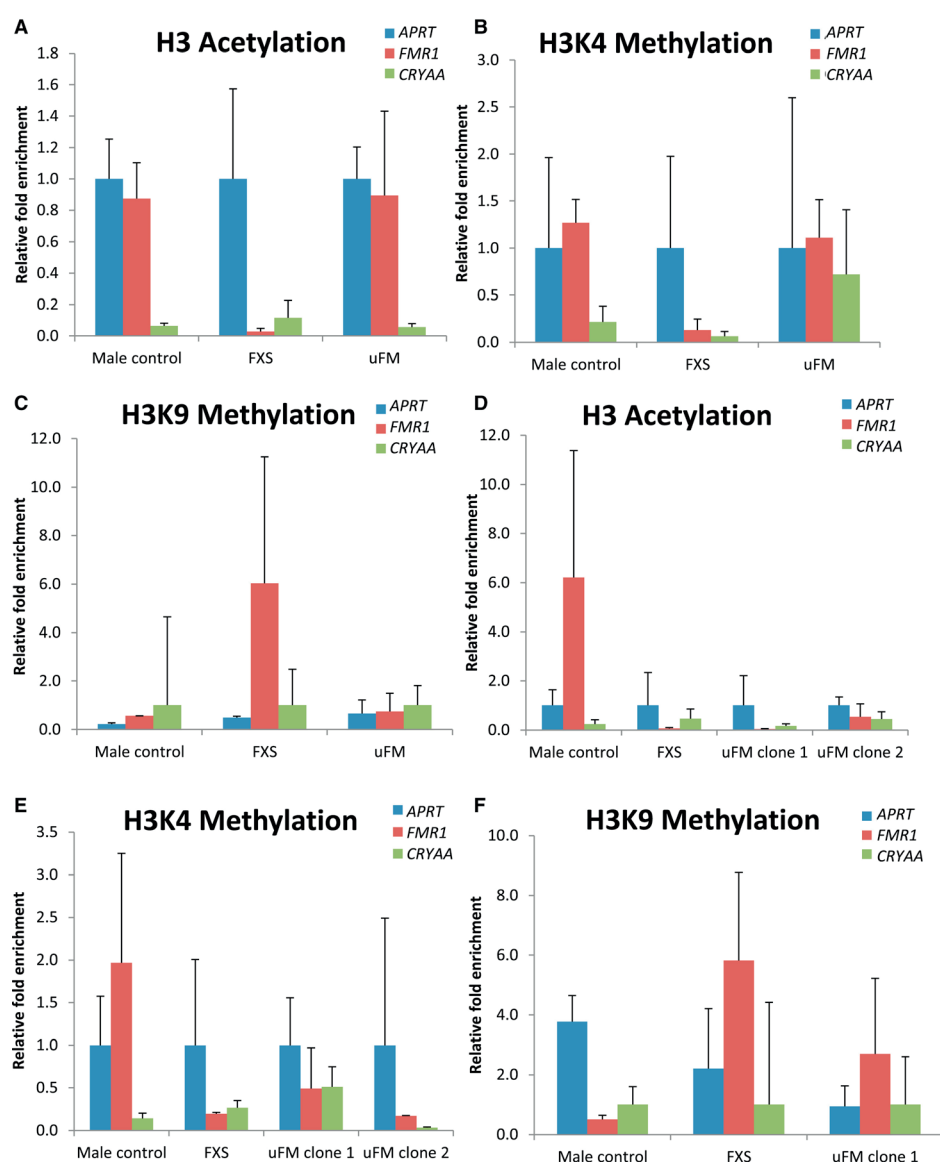 A
H3 Acetylation
APRT
FMR1
CRYAA
Relative fold enrichment
1.8
1.6
1.4
1.2
1.0
0.8
0.6
0.4
0.2
0.0
Male control FXS uFM
B
H3K4 Methylation
APRT
FMR1
CRYAA
Relative fold enrichment
3.0
2.5
2.0
1.5
1.0
0.5
0.0
Male control FXS uFM
C
H3K9 Methylation
APRT
FMR1
CRYAA
Relative fold enrichment
12.0
10.0
8.0
6.0
4.0
2.0
0.0
Male control FXS uFM
D
H3 Acetylation
APRT
FMR1
CRYAA
Relative fold enrichment
12.0
10.0
8.0
6.0
4.0
2.0
0.0
Male control FXS uFM clone 1 uFM clone 2
E
H3K4 Methylation
APRT
FMR1
CRYAA
Relative fold enrichment
3.5
3.0
2.5
2.0
1.5
1.0
0.5
0.0
Male control FXS uFM clone 1 uFM clone 2
F
H3K9 Methylation
APRT
FMR1
CRYAA
Relative fold enrichment
10.0
8.0
6.0
4.0
2.0
0.0
Male control FXS uFM clone 1